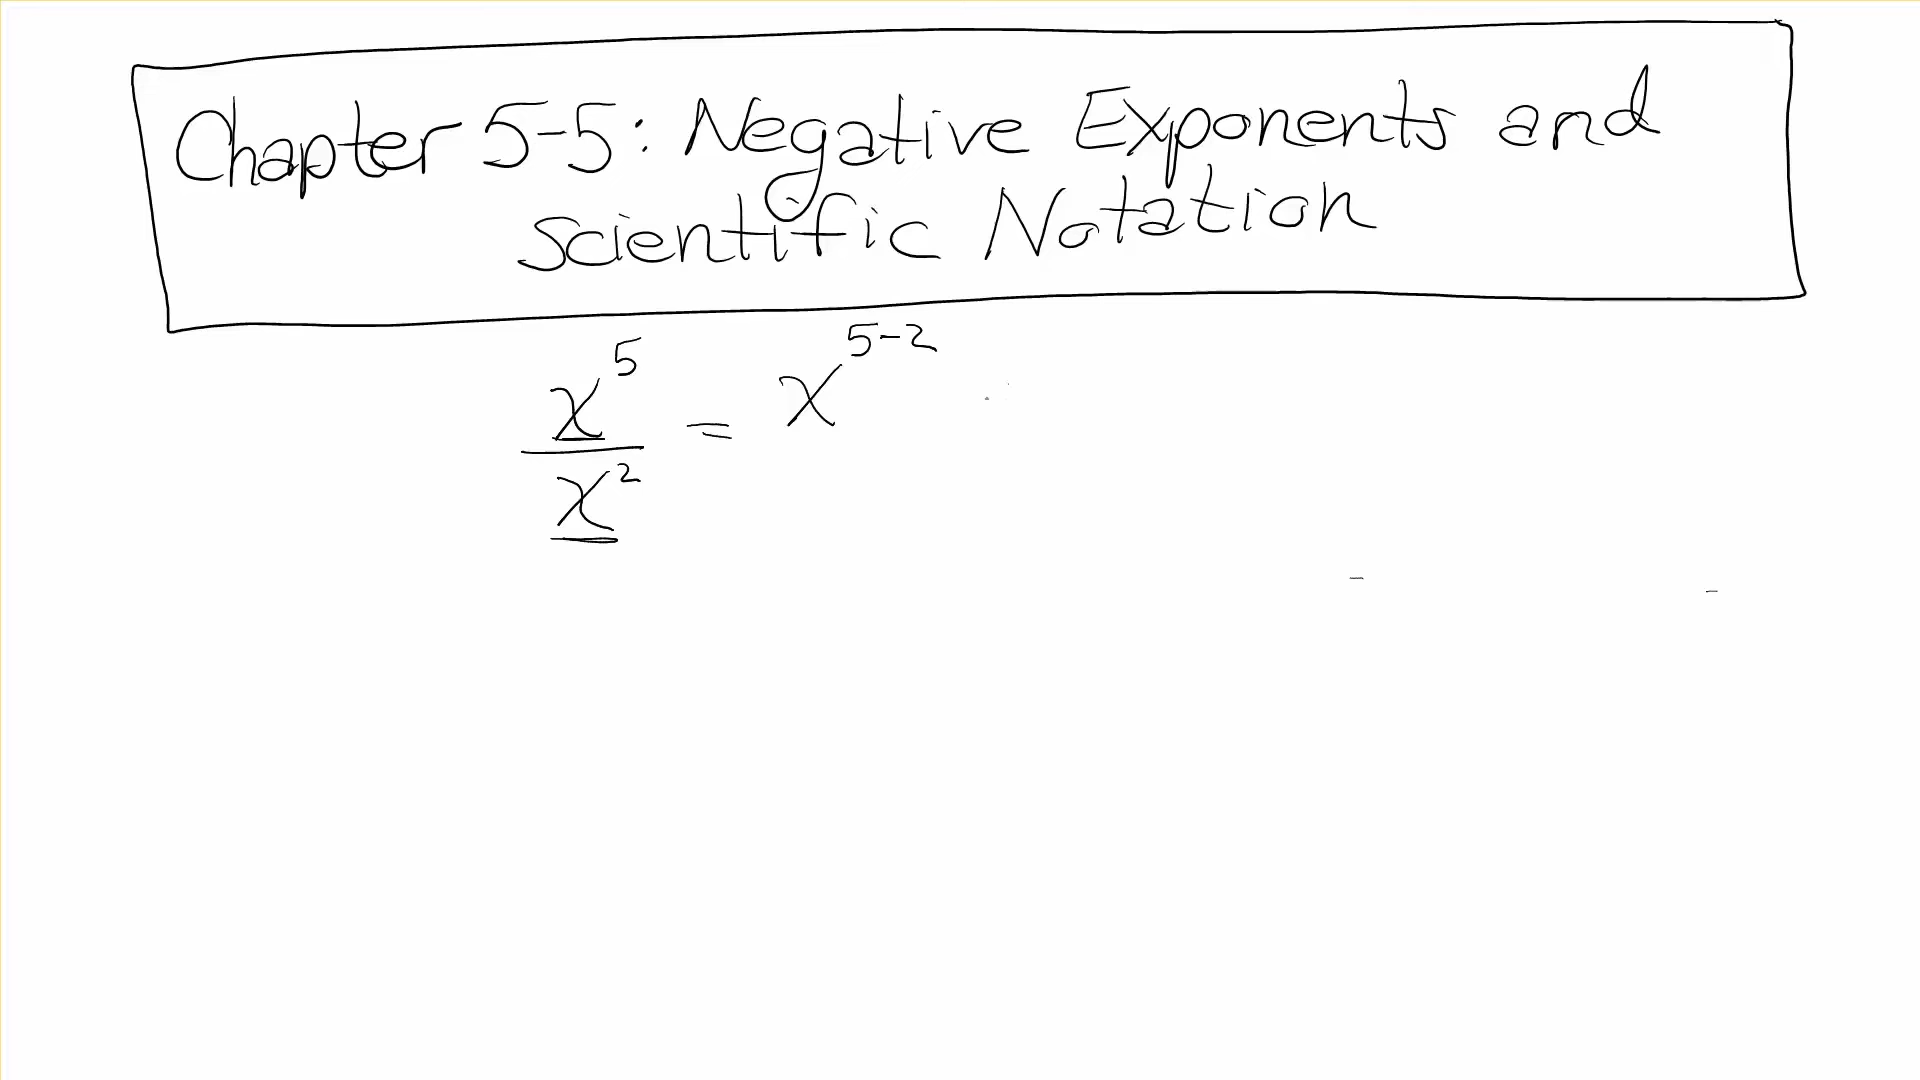 Chapter 5-5: Negative Exponents and
Scientific Notation
x^5/x^2 = x^(5-2)